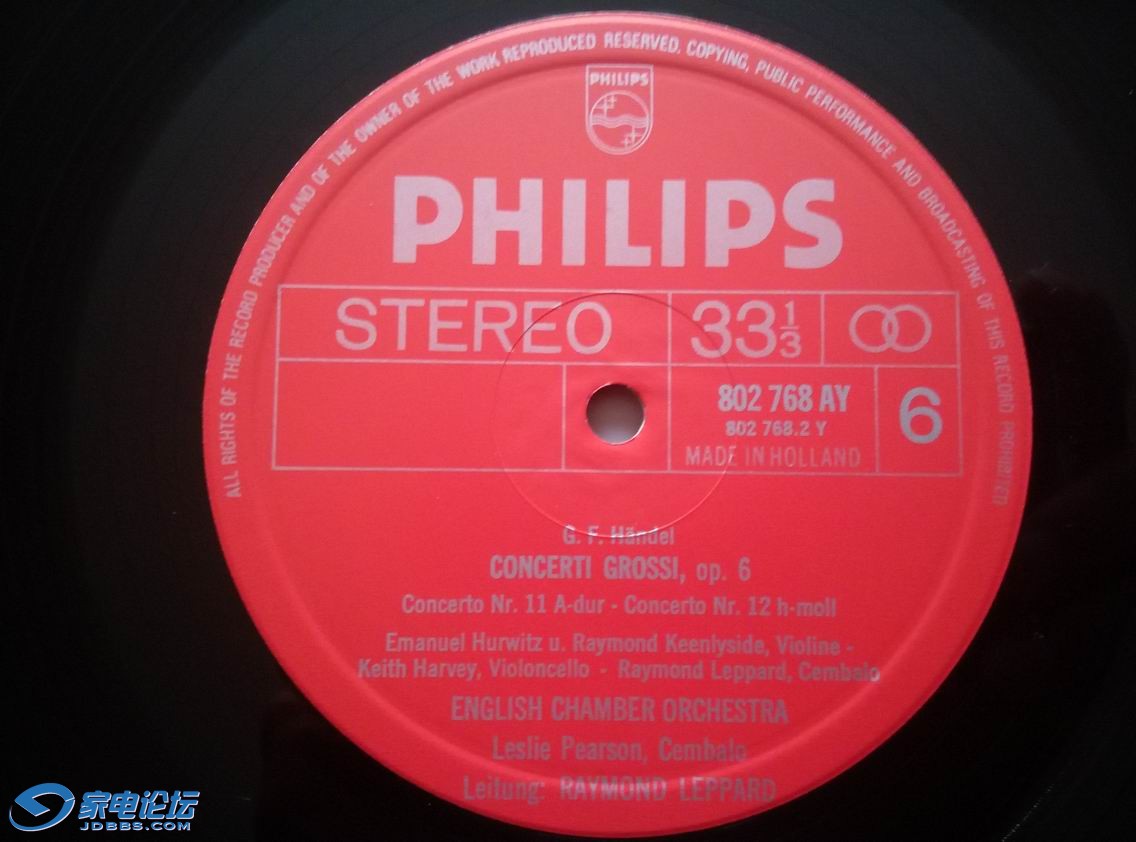 ALL RIGHTS OF THE RECORD PRODUCER AND OF THE OWNER OF THE WORK REPRODUCED RESERVED. COPYING, PUBLIC PERFORMANCE AND BROADCASTING OF THIS RECORD PROHIBITED
PHILIPS
PHILIPS
STEREO 33 1/3
802 768 AY 6
802 768.2 Y
MADE IN HOLLAND
G. F. Händel
CONCERTI GROSSI, op. 6
Concerto Nr. 11 A-dur - Concerto Nr. 12 h-moll
Emanuel Hurwitz u. Raymond Keenlyside, Violine -
Keith Harvey, Violoncello - Raymond Leppard, Cembalo
ENGLISH CHAMBER ORCHESTRA
Leslie Pearson, Cembalo
Leitung: RAYMOND LEPPARD
家电论坛
JDBBS.COM